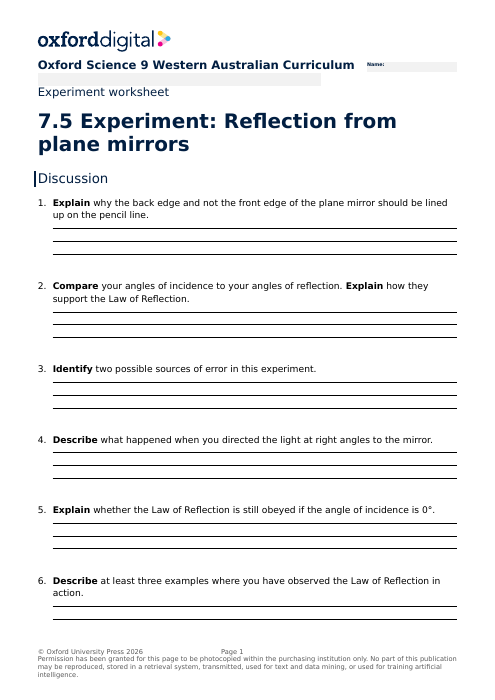 oxforddigital
Oxford Science 9 Western Australian Curriculum
Name:
Experiment worksheet
7.5 Experiment: Reflection from
plane mirrors
Discussion
1. Explain why the back edge and not the front edge of the plane mirror should be lined
up on the pencil line.
2. Compare your angles of incidence to your angles of reflection. Explain how they
support the Law of Reflection.
3. Identify two possible sources of error in this experiment.
4. Describe what happened when you directed the light at right angles to the mirror.
5. Explain whether the Law of Reflection is still obeyed if the angle of incidence is 0°.
6. Describe at least three examples where you have observed the Law of Reflection in
action.
© Oxford University Press 2026 Page 1
Permission has been granted for this page to be photocopied within the purchasing institution only. No part of this publication
may be reproduced, stored in a retrieval system, transmitted, used for text and data mining, or used for training artificial
intelligence.